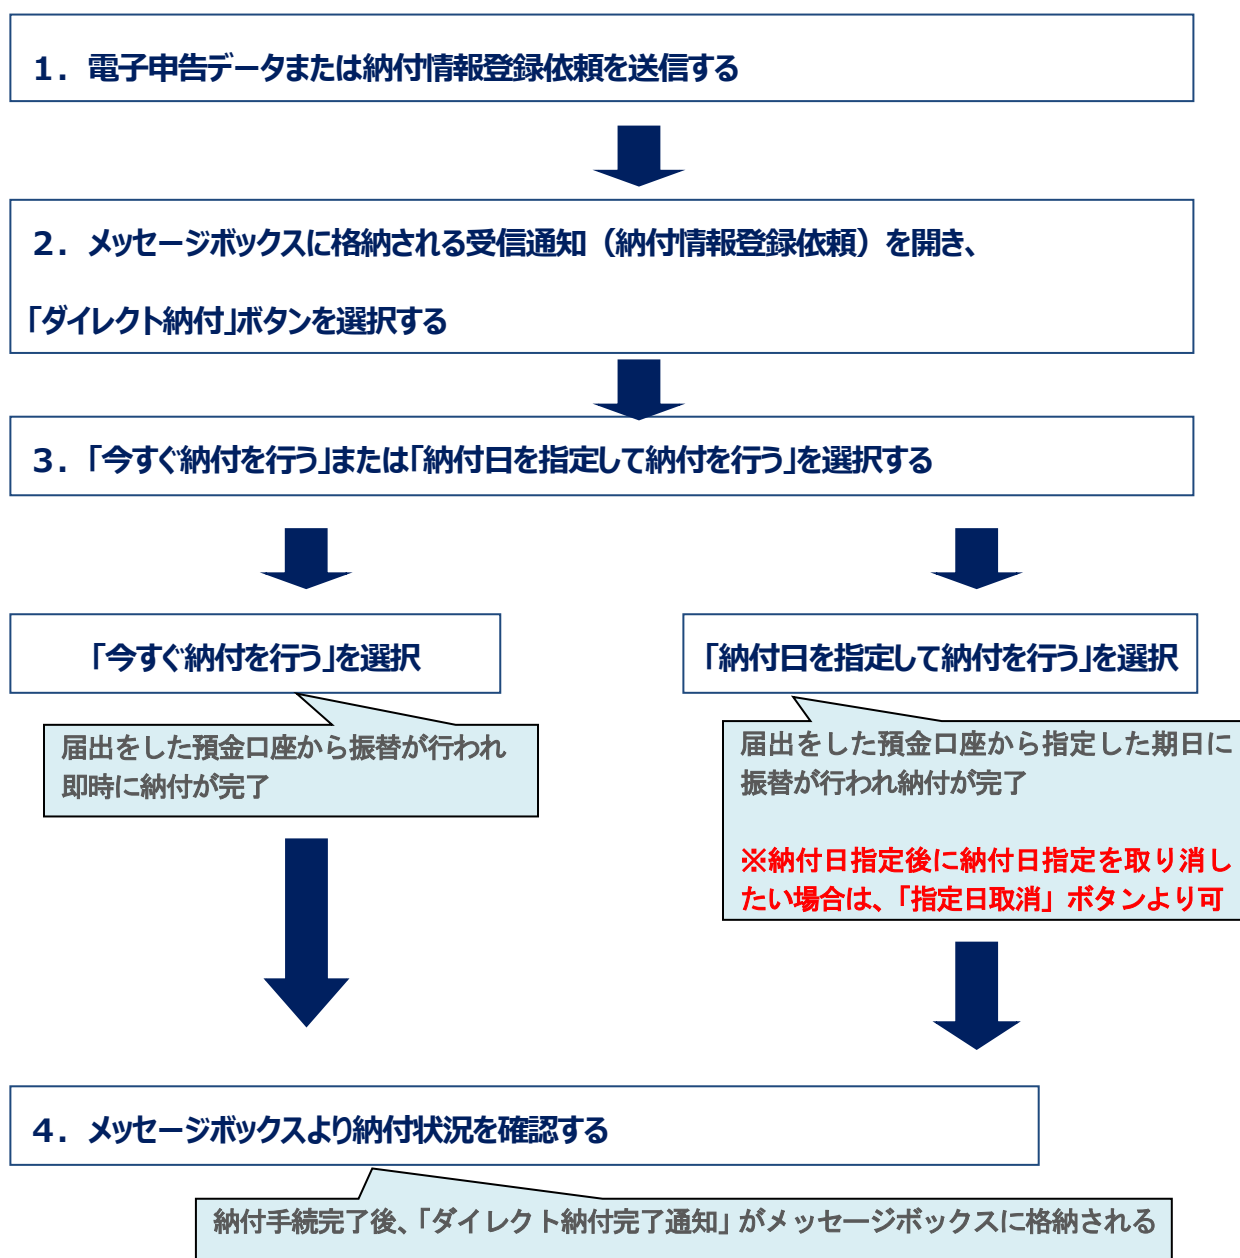 1．電子申告データまたは納付情報登録依頼を送信する
2．メッセージボックスに格納される受信通知（納付情報登録依頼）を開き、
「ダイレクト納付」ボタンを選択する
3．「今すぐ納付を行う」または「納付日を指定して納付を行う」を選択する
「今すぐ納付を行う」を選択
「納付日を指定して納付を行う」を選択
届出をした預金口座から振替が行われ
即時に納付が完了
届出をした預金口座から指定した期日に
振替が行われ納付が完了
※納付日指定後に納付日指定を取り消し
たい場合は、「指定日取消」ボタンより可
4．メッセージボックスより納付状況を確認する
納付手続完了後、「ダイレクト納付完了通知」がメッセージボックスに格納される